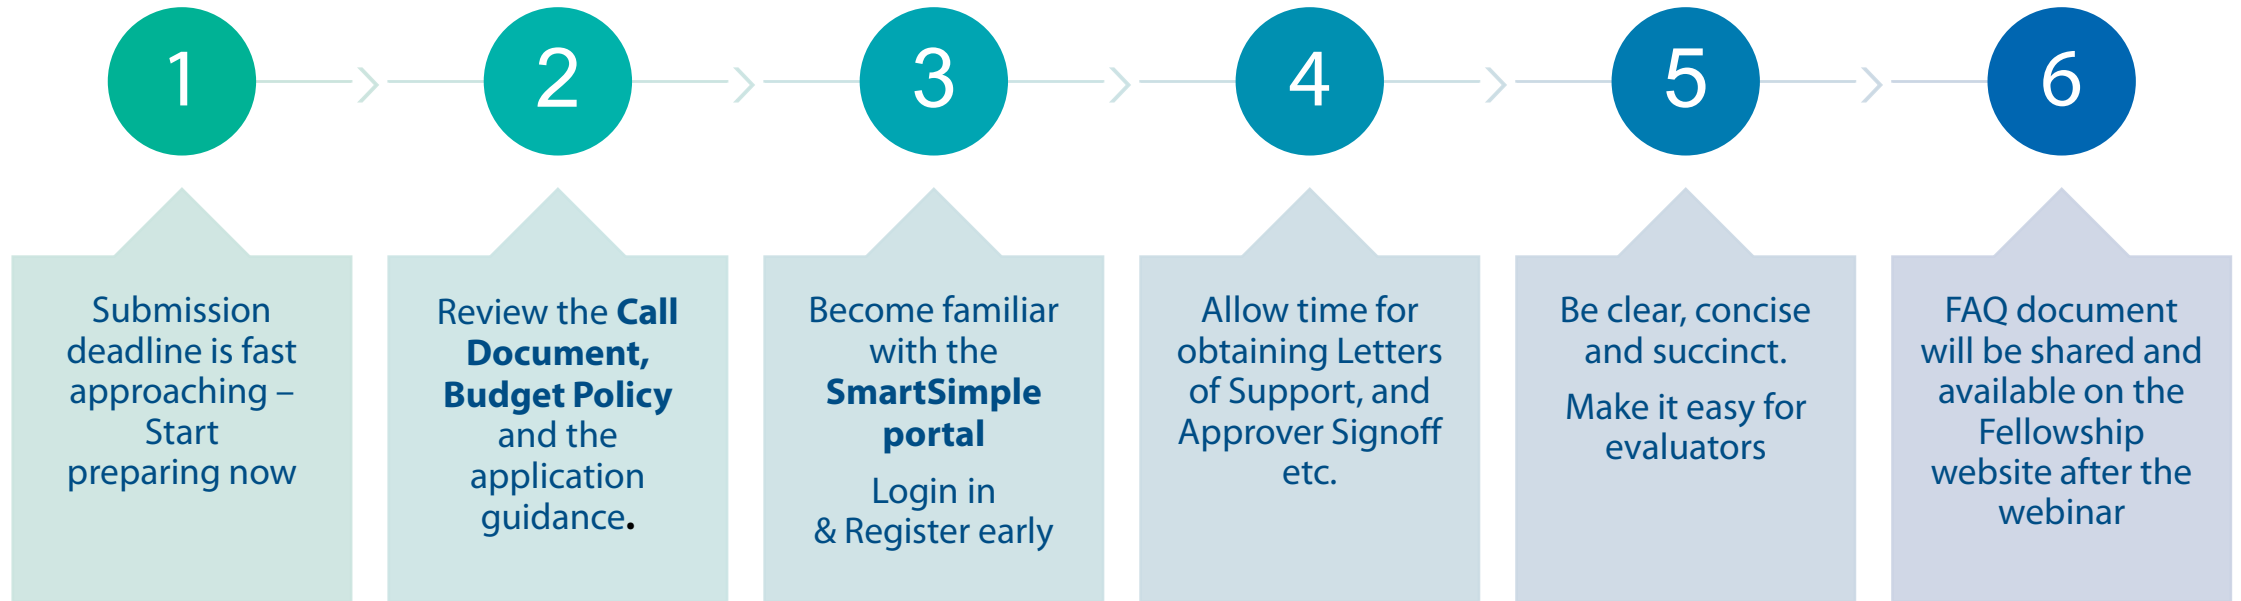 1
2
3
4
5
6
Submission
deadline is fast
approaching –
Start
preparing now
Review the Call
Document,
Budget Policy
and the
application
guidance.
Become familiar
with the
SmartSimple
portal
Login in
& Register early
Allow time for
obtaining Letters
of Support, and
Approver Signoff
etc.
Be clear, concise
and succinct.
Make it easy for
evaluators
FAQ document
will be shared and
available on the
Fellowship
website after the
webinar